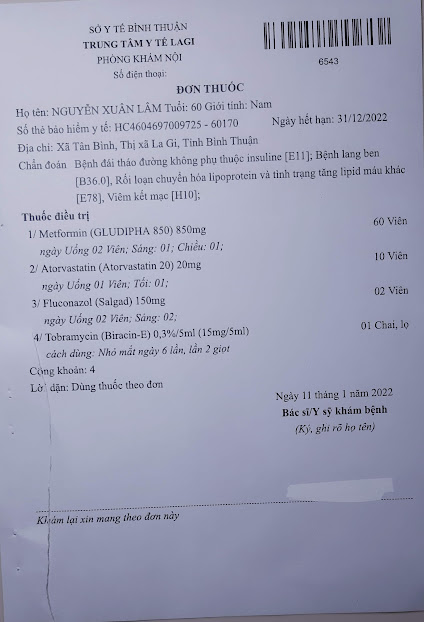 SỞ Y TẾ BÌNH THUẬN
TRUNG TÂM Y TẾ LAGI
PHÒNG KHÁM NỘI
Số điện thoại:
6543
ĐƠN THUỐC
Họ tên: NGUYỄN XUÂN LÂM Tuổi: 60 Giới tính: Nam
Số thẻ bảo hiểm y tế: HC4604697009725 - 60170 Ngày hết hạn: 31/12/2022
Địa chỉ: Xã Tân Bình, Thị xã La Gi, Tỉnh Bình Thuận
Chẩn đoán Bệnh đái tháo đường không phụ thuộc insuline [E11]; Bệnh lang ben
[B36.0], Rối loạn chuyển hóa lipoprotein và tình trạng tăng lipid máu khác
[E78], Viêm kết mạc [H10];
Thuốc điều trị
1/ Metformin (GLUDIPHA 850) 850mg 60 Viên
ngày Uống 02 Viên; Sáng: 01; Chiều: 01;
2/ Atorvastatin (Atorvastatin 20) 20mg 10 Viên
ngày Uống 01 Viên; Tối: 01;
3/ Fluconazol (Salgad) 150mg 02 Viên
ngày Uống 02 Viên; Sáng: 02;
4/ Tobramycin (Biracin-E) 0,3%/5ml (15mg/5ml) 01 Chai, lọ
cách dùng: Nhỏ mắt ngày 6 lần, lần 2 giọt
Cộng khoản: 4
Lời dặn: Dùng thuốc theo đơn
Ngày 11 tháng 1 năm 2022
Bác sĩ/Y sỹ khám bệnh
(Ký, ghi rõ họ tên)
Khám lại xin mang theo đơn này